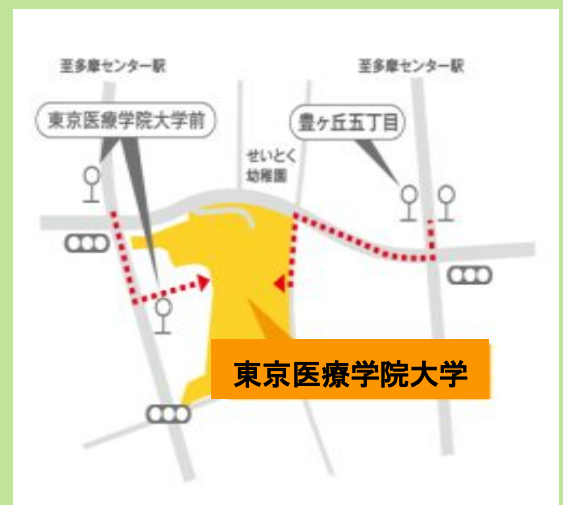 至多摩センター駅
至多摩センター駅
東京医療学院大学前
豊ヶ丘五丁目
せいとく
幼稚園
東京医療学院大学